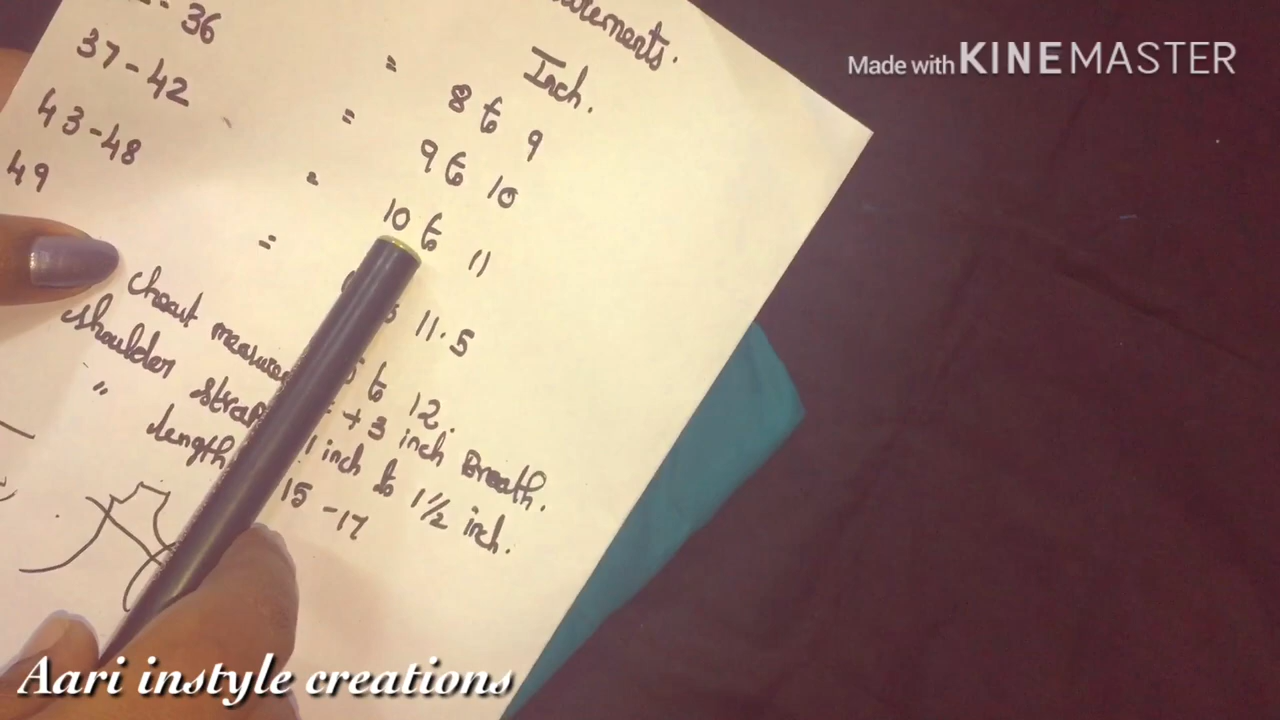 Made with KINEMASTER
Inch.
36 = 8 to 9
37-42 = 9 to 10
43-48 = 10 to 11
49 = 11.5
to 12.
chest + 3 inch Breath.
shoulder strap 1 inch to 1½ inch.
" length 15-17
Aari instyle creations